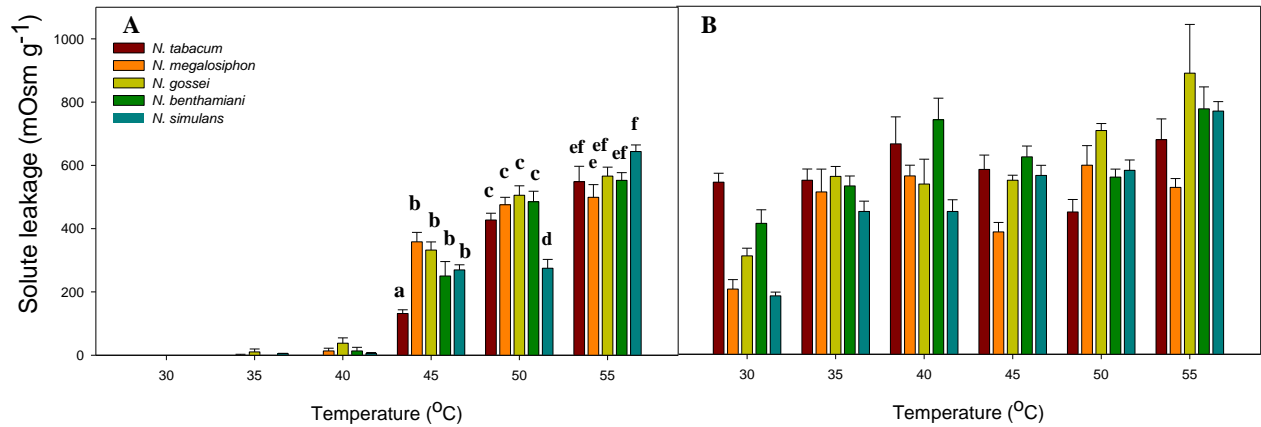 A
B
N. tabacum
N. megalosiphon
N. gossei
N. benthamiani
N. simulans
Solute leakage (mOsm g-1)
1000
800
600
400
200
0
a
b
b
b
b
c
c
c
c
d
ef
e
ef
ef
f
30 35 40 45 50 55
30 35 40 45 50 55
Temperature (oC)
Temperature (oC)